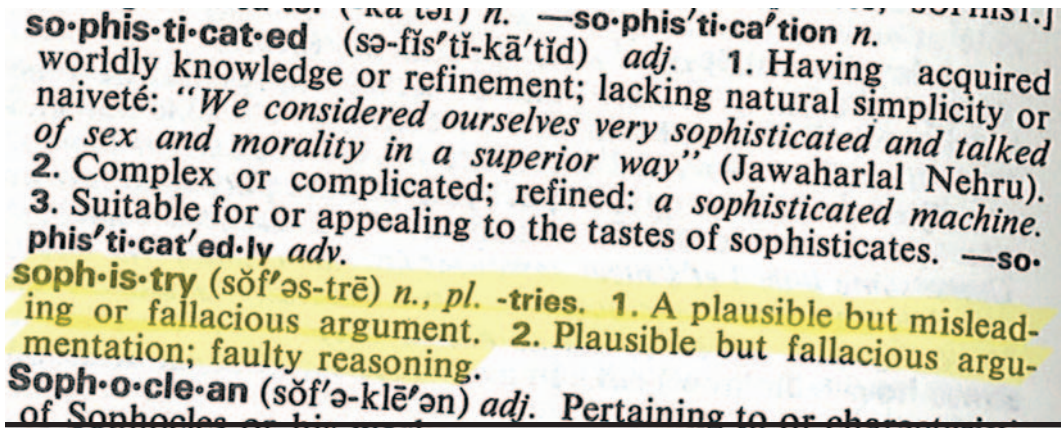 n. —so·phis′ti·ca′tion n.
so·phis·ti·cat·ed (sə-fĭs′tĭ-kā′tĭd) adj. 1. Having acquired
worldly knowledge or refinement; lacking natural simplicity or
naiveté: "We considered ourselves very sophisticated and talked
of sex and morality in a superior way" (Jawaharlal Nehru).
2. Complex or complicated; refined: a sophisticated machine.
3. Suitable for or appealing to the tastes of sophisticates. —so·
phis′ti·cat′ed·ly adv.
soph·is·try (sŏf′əs-trē) n., pl. -tries. 1. A plausible but mislead-
ing or fallacious argument. 2. Plausible but fallacious argu-
mentation; faulty reasoning.
Soph·o·cle·an (sŏf′ə-klē′ən) adj. Pertaining to or
of Sophocles or his